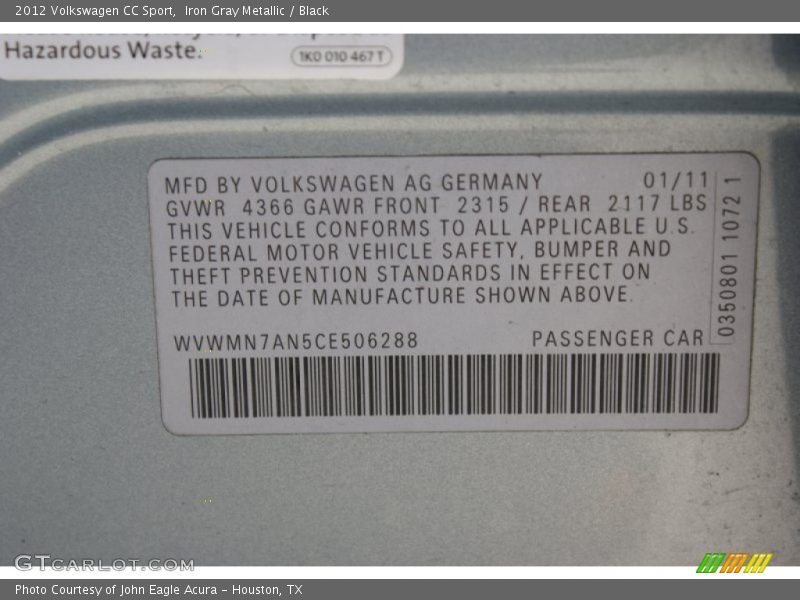 2012 Volkswagen CC Sport, Iron Gray Metallic / Black
Hazardous Waste.
1K0 010 467 T
MFD BY VOLKSWAGEN AG GERMANY 01/11
GVWR 4366 GAWR FRONT 2315 / REAR 2117 LBS
THIS VEHICLE CONFORMS TO ALL APPLICABLE U.S.
FEDERAL MOTOR VEHICLE SAFETY, BUMPER AND
THEFT PREVENTION STANDARDS IN EFFECT ON
THE DATE OF MANUFACTURE SHOWN ABOVE.
WVWMN7AN5CE506288 PASSENGER CAR
0350801 1072 1
GTCARLOT.COM
Photo Courtesy of John Eagle Acura - Houston, TX